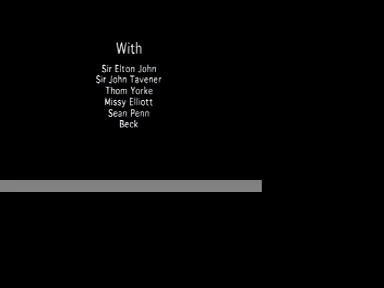 With
Sir Elton John
Sir John Tavener
Thom Yorke
Missy Elliott
Sean Penn
Beck